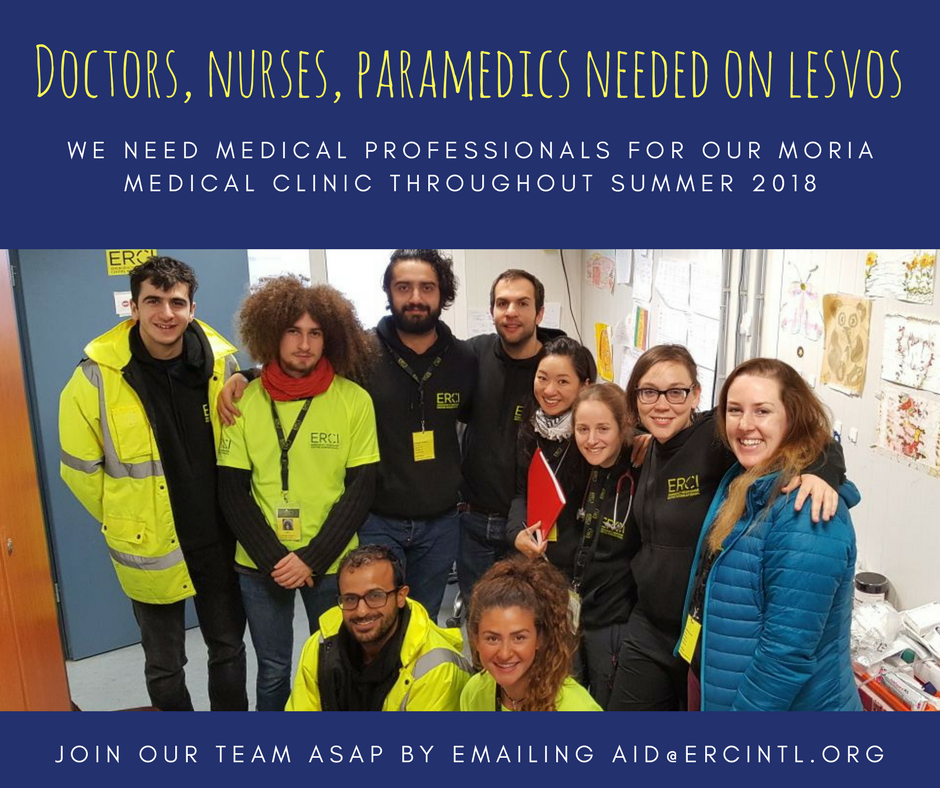 Doctors, nurses, paramedics needed on lesvos
WE NEED MEDICAL PROFESSIONALS FOR OUR MORIA
MEDICAL CLINIC THROUGHOUT SUMMER 2018
ERCI
ERCI
ERCI
ERCI
ERCI
JOIN OUR TEAM ASAP BY EMAILING AID@ERCINTL.ORG